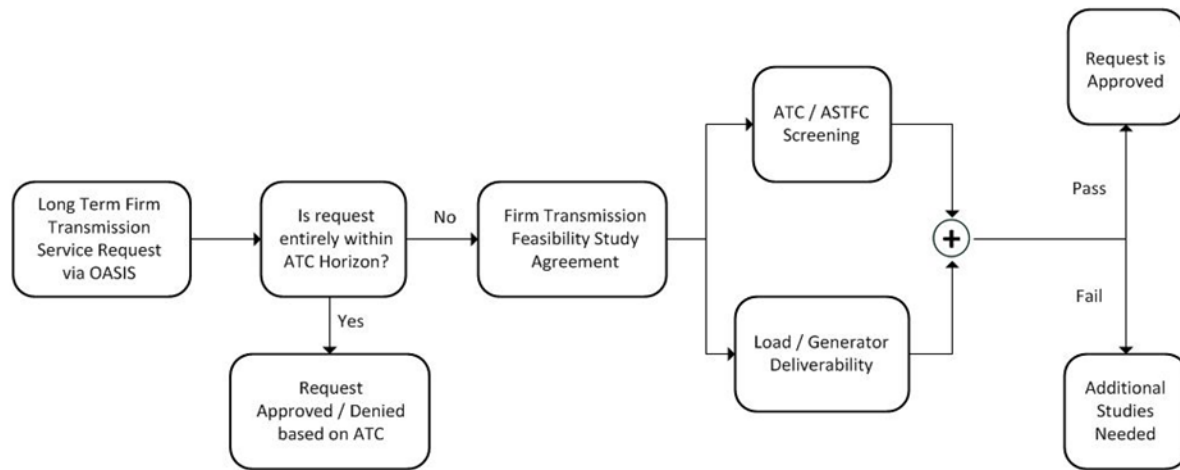 Long Term Firm
Transmission
Service Request
via OASIS
Is request
entirely within
ATC Horizon?
No
Yes
Request
Approved / Denied
based on ATC
Firm Transmission
Feasibility Study
Agreement
ATC / ASTFC
Screening
Load / Generator
Deliverability
+
Pass
Fail
Request is
Approved
Additional
Studies
Needed